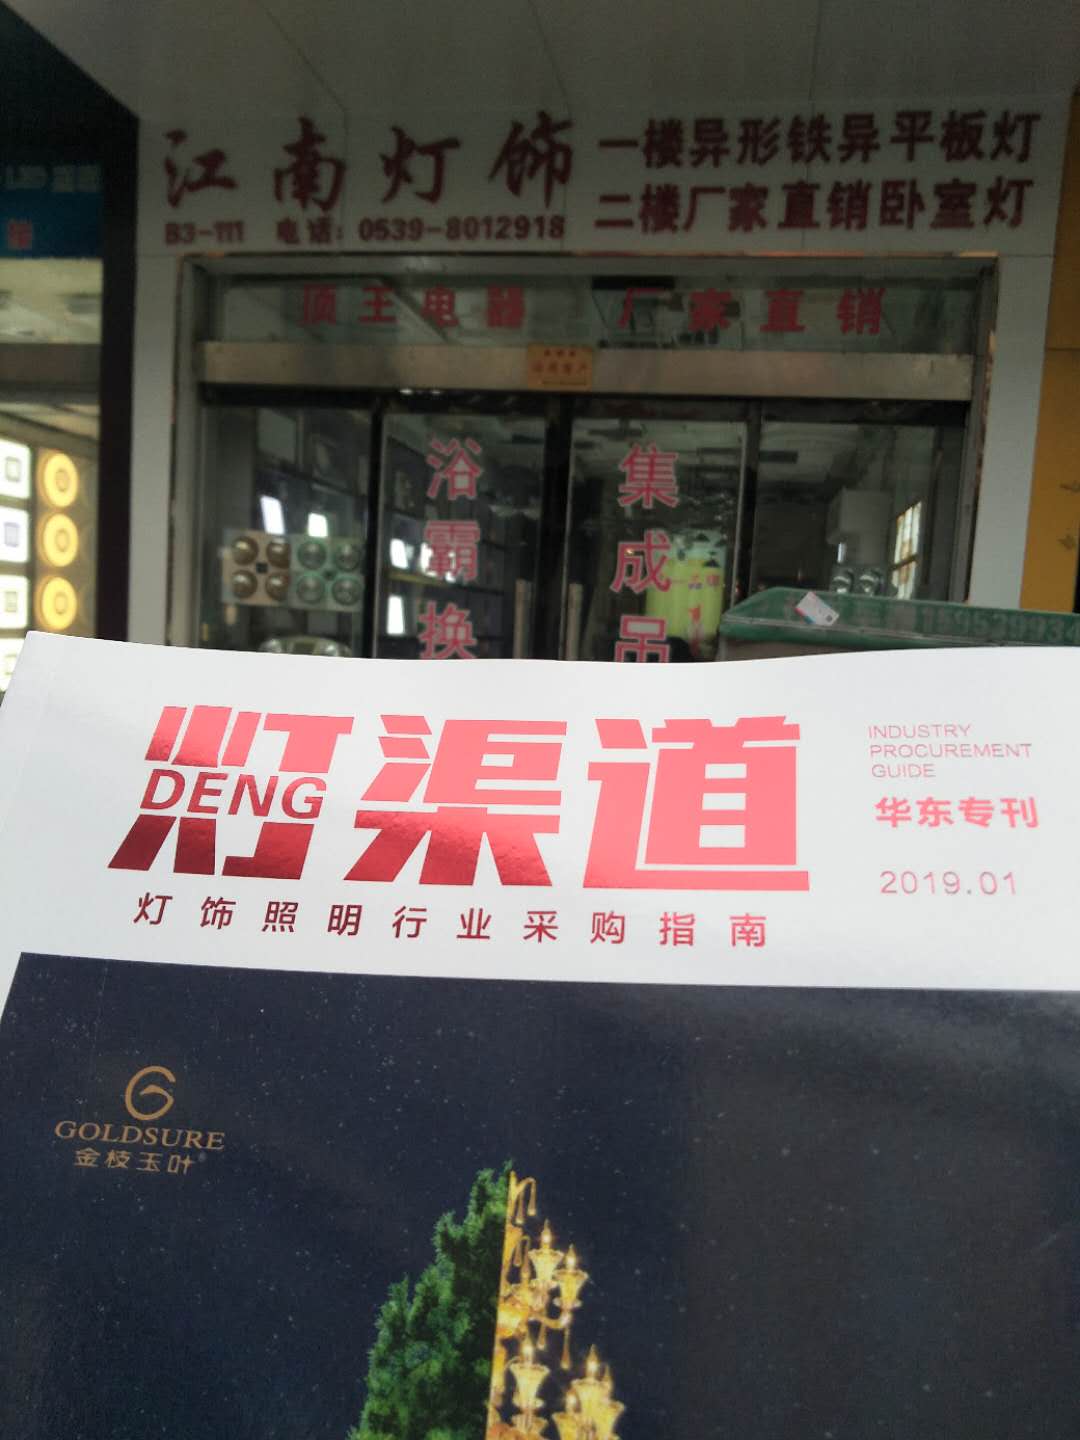 江南灯饰
B3-111 电话: 0539-8012918
一楼异形铁异平板灯
二楼厂家直销卧室灯
顶王电器 厂家直销
浴霸换
集成吊
灯渠道
DENG
灯饰照明行业采购指南
INDUSTRY
PROCUREMENT
GUIDE
华东专刊
2019.01
GOLDSURE
金枝玉叶®